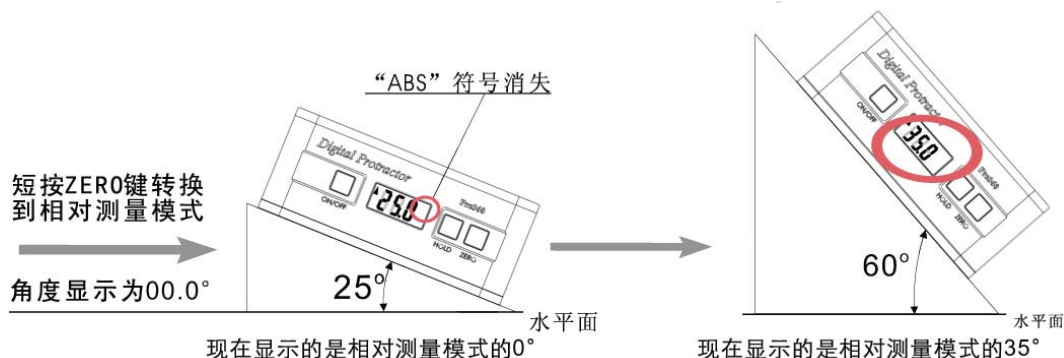 “ABS”符号消失
短按ZERO键转换
到相对测量模式
角度显示为00.0°
Digital Protractor
ON/OFF
25.0
Pro360
HOLD
ZERO
25°
水平面
现在显示的是相对测量模式的0°
Digital Protractor
ON/OFF
35.0
Pro360
HOLD
ZERO
60°
水平面
现在显示的是相对测量模式的35°